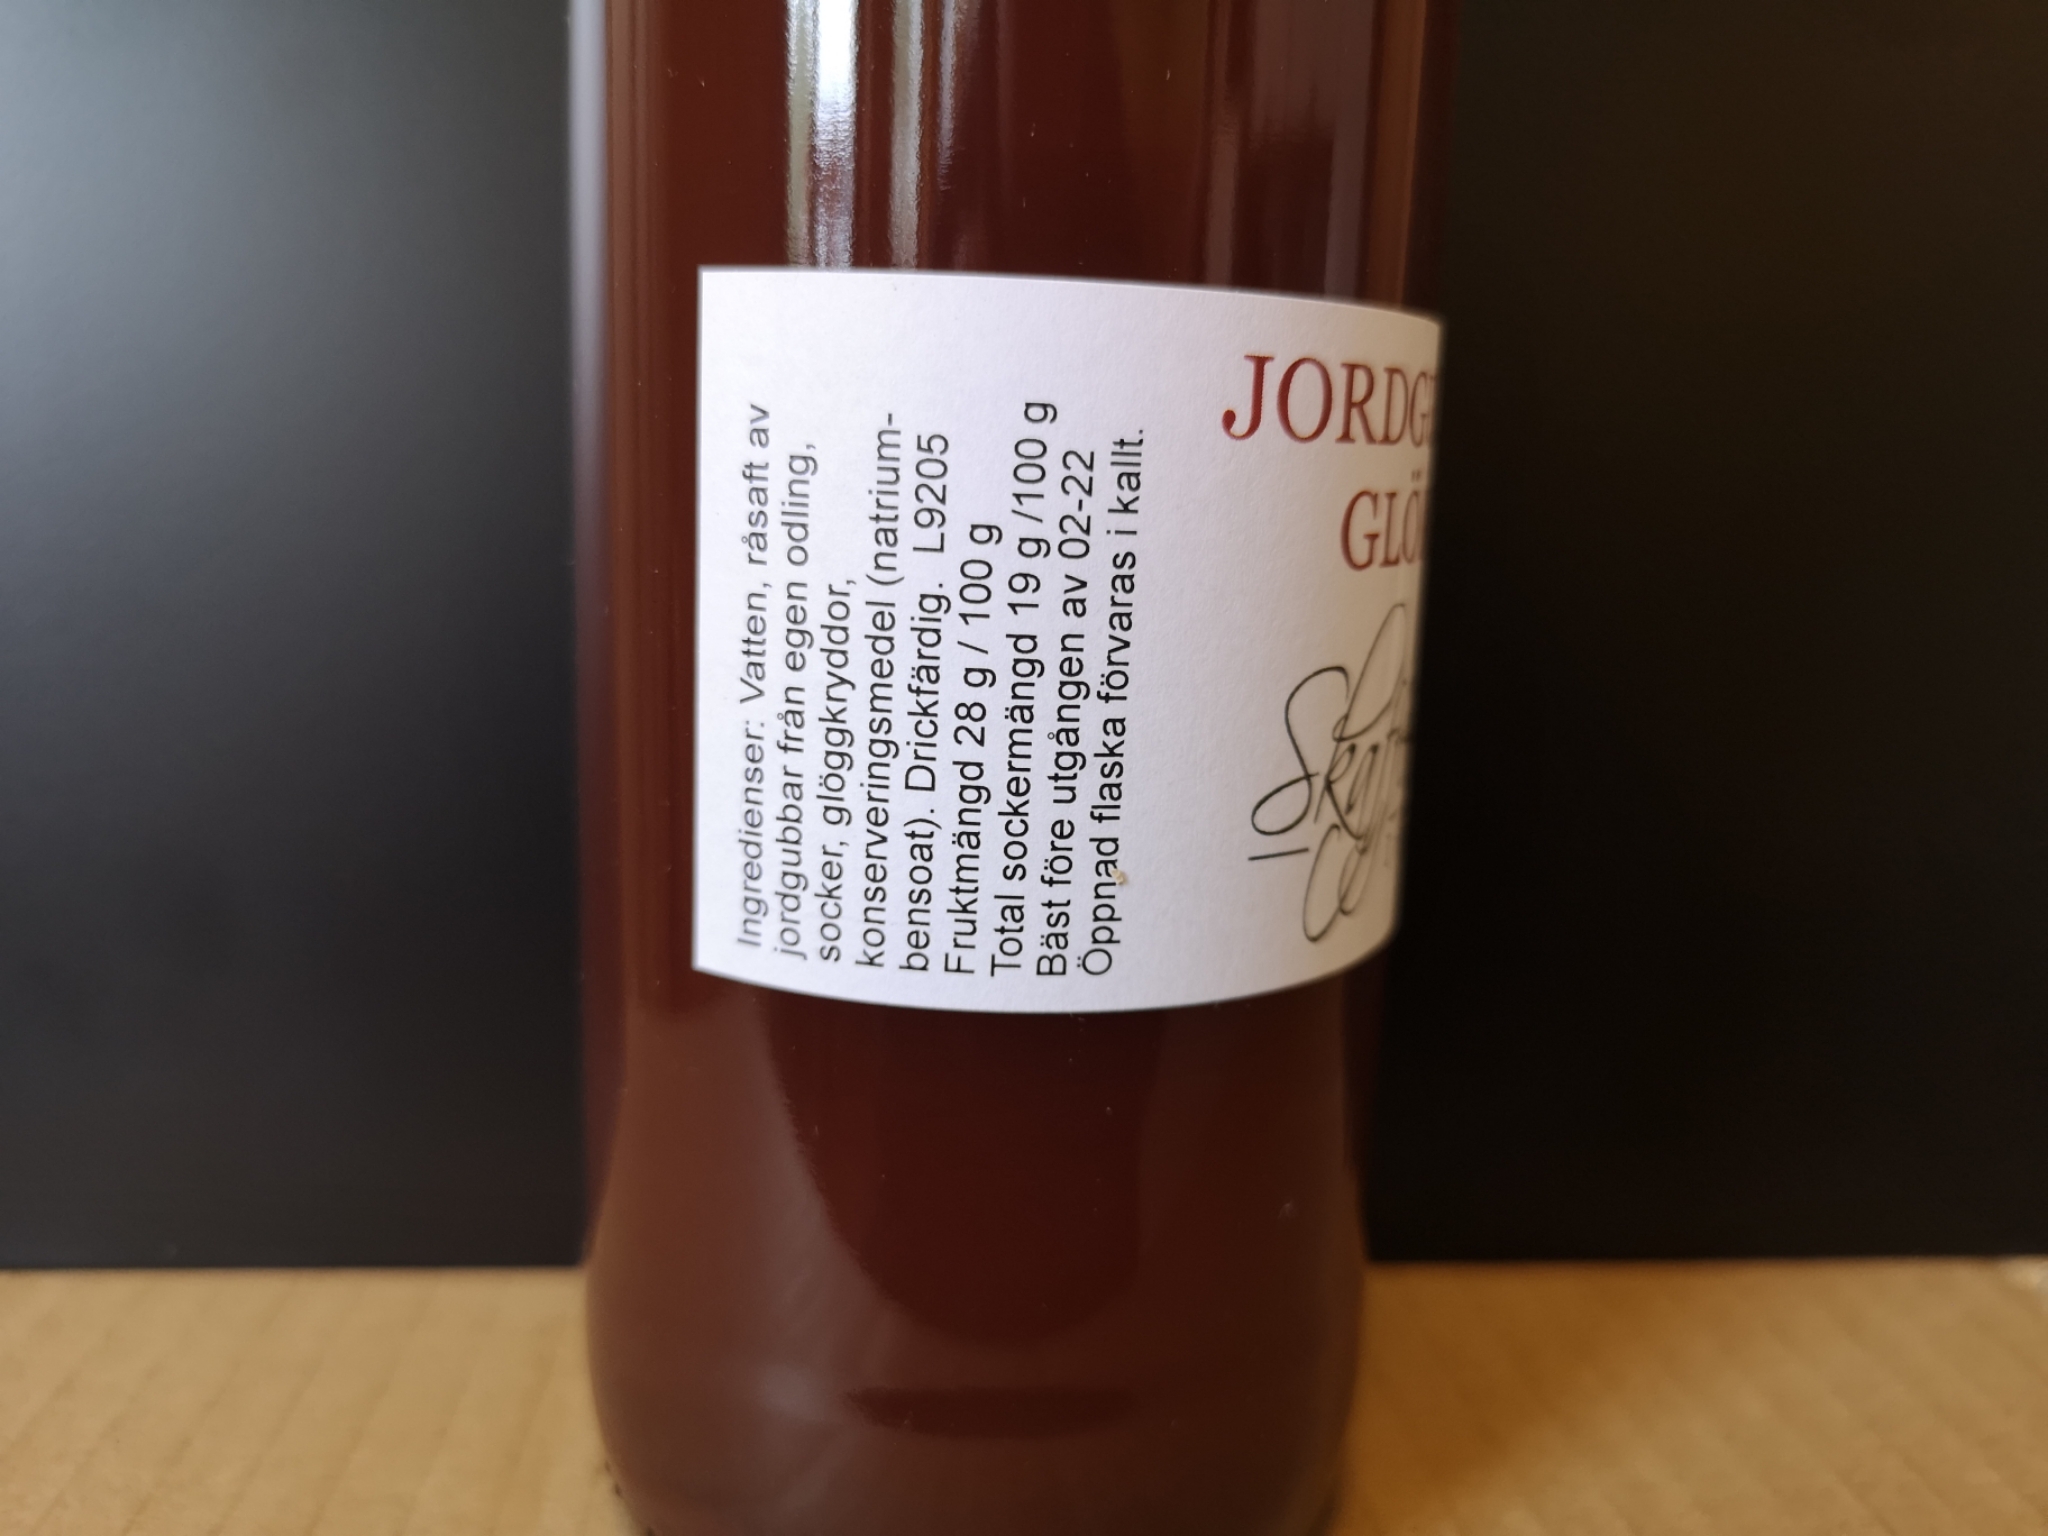 Ingredienser: Vatten, råsaft av
jordgubbar från egen odling,
socker, glöggkryddor,
konserveringsmedel (natrium-
bensoat). Drickfärdig. L9205
Fruktmängd 28 g / 100 g
Total sockermängd 19 g /100 g
Bäst före utgången av 02-22
Öppnad flaska förvaras i kallt.
JORDG
GLÖ